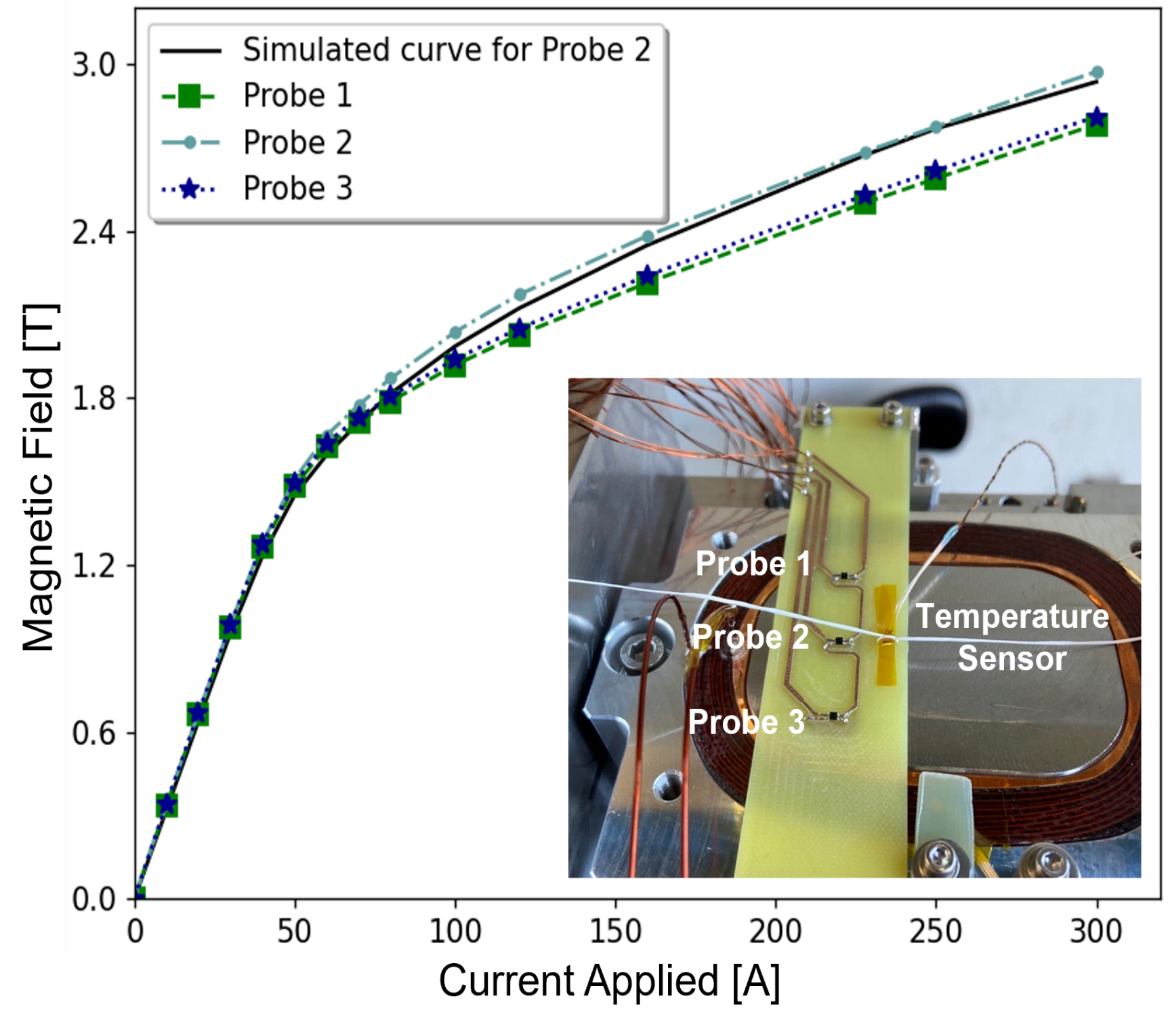 Simulated curve for Probe 2
Probe 1
Probe 2
Probe 3
3.0
2.4
1.8
1.2
0.6
0.0
Magnetic Field [T]
0 50 100 150 200 250 300
Current Applied [A]
Probe 1
Probe 2
Probe 3
Temperature
Sensor